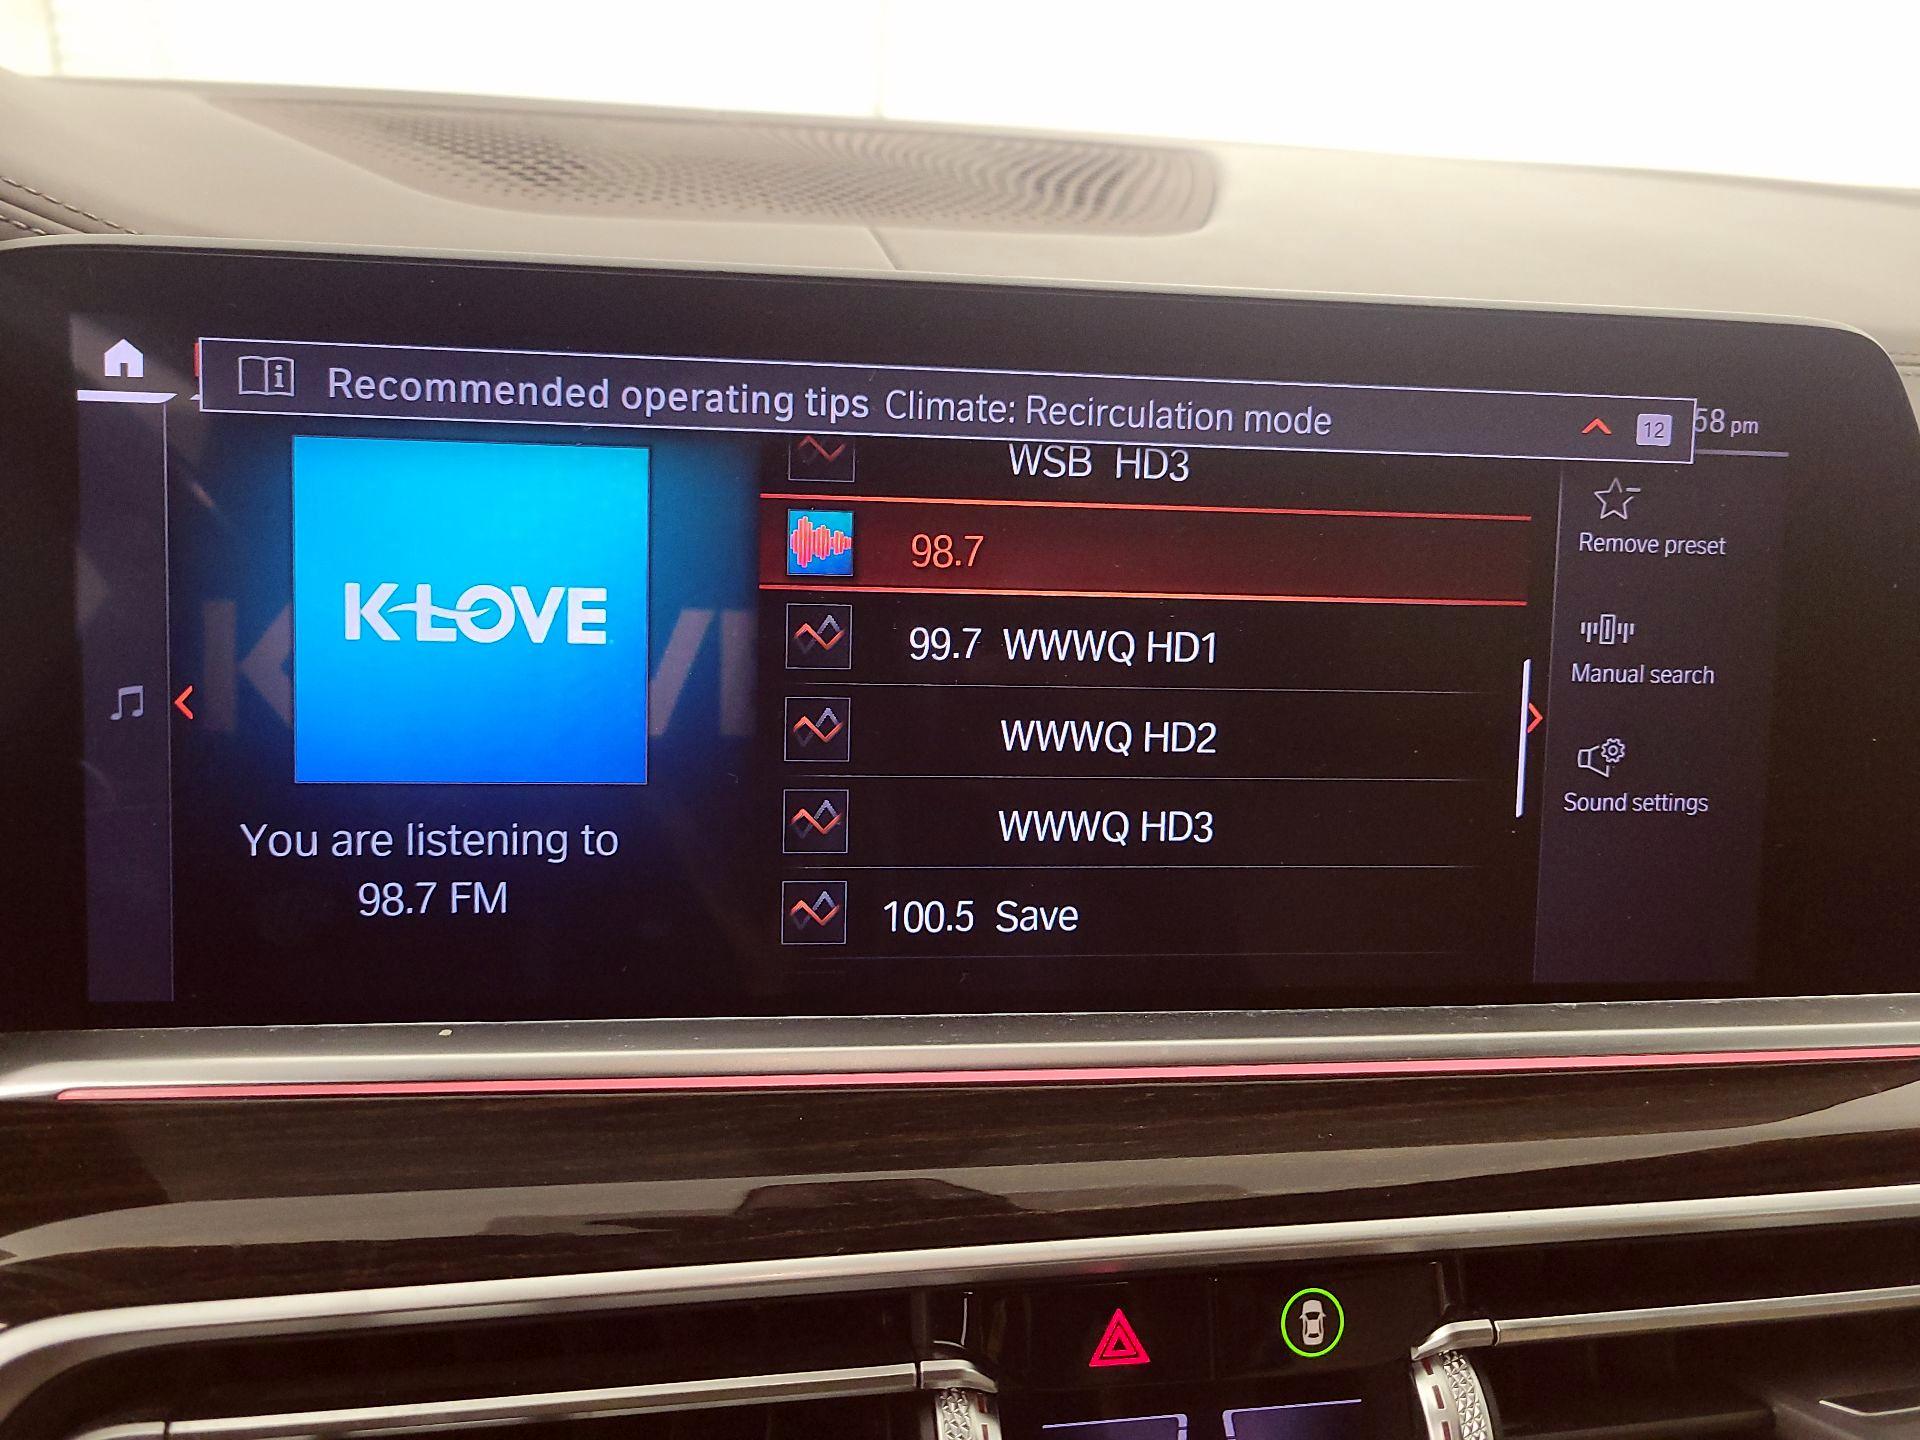 Recommended operating tips Climate: Recirculation mode
12
58 pm
WSB HD3
98.7
99.7 WWWQ HD1
WWWQ HD2
WWWQ HD3
100.5 Save
K-LOVE
You are listening to
98.7 FM
Remove preset
Manual search
Sound settings